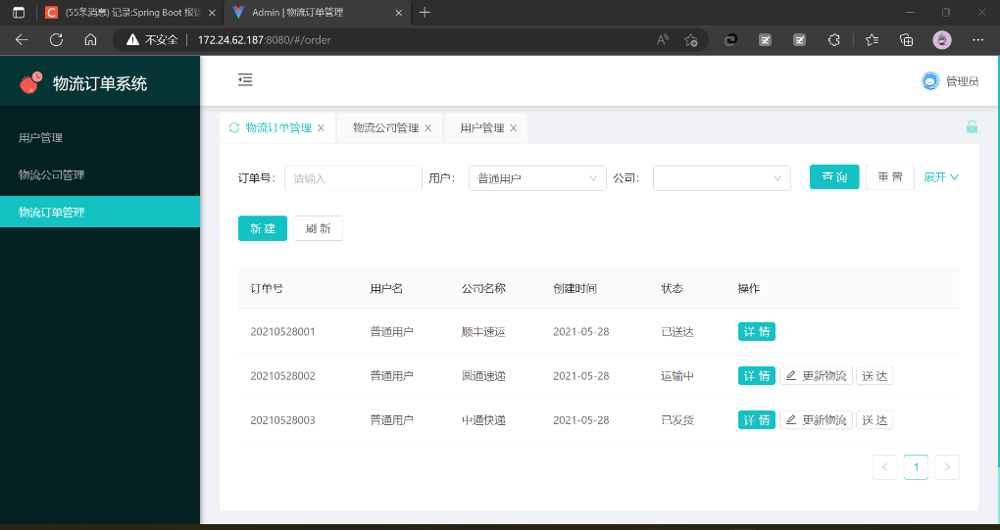 (55条消息) 记录:Spring Boot 报错
Admin | 物流订单管理
不安全 | 172.24.62.187:8080/#/order
物流订单系统
管理员
用户管理
物流公司管理
物流订单管理
物流订单管理 物流公司管理 用户管理
订单号: 请输入 用户: 普通用户 公司: 查 询 重 置 展开
新 建 刷 新
订单号 用户名 公司名称 创建时间 状态 操作
20210528001 普通用户 顺丰速运 2021-05-28 已送达 详 情
20210528002 普通用户 圆通速递 2021-05-28 运输中 详 情 更新物流 送 达
20210528003 普通用户 中通快递 2021-05-28 已发货 详 情 更新物流 送 达
1